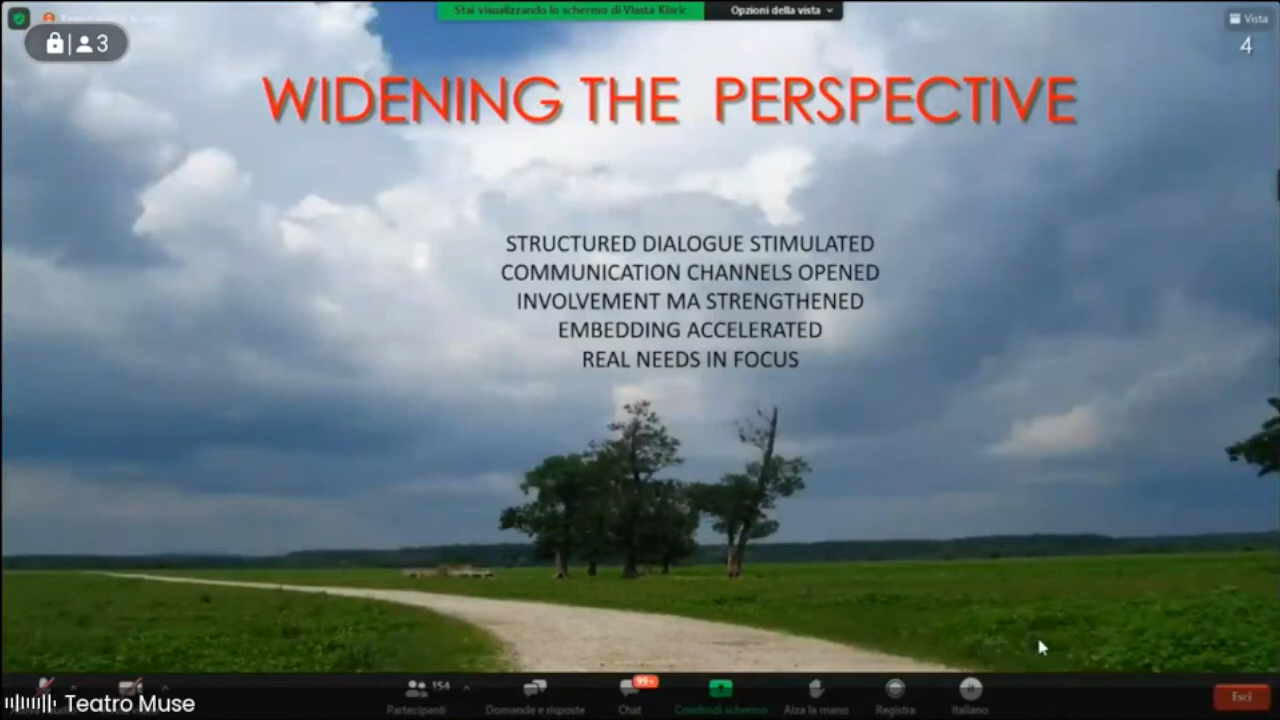 Stai visualizzando lo schermo di Vlasta Klaric
Opzioni della vista
Vista
3
4
WIDENING THE PERSPECTIVE
STRUCTURED DIALOGUE STIMULATED
COMMUNICATION CHANNELS OPENED
INVOLVEMENT MA STRENGTHENED
EMBEDDING ACCELERATED
REAL NEEDS IN FOCUS
154
99+
Partecipanti
Domande e risposte
Chat
Condividi schermo
Alza la mano
Registra
Italiano
Esci
Teatro Muse